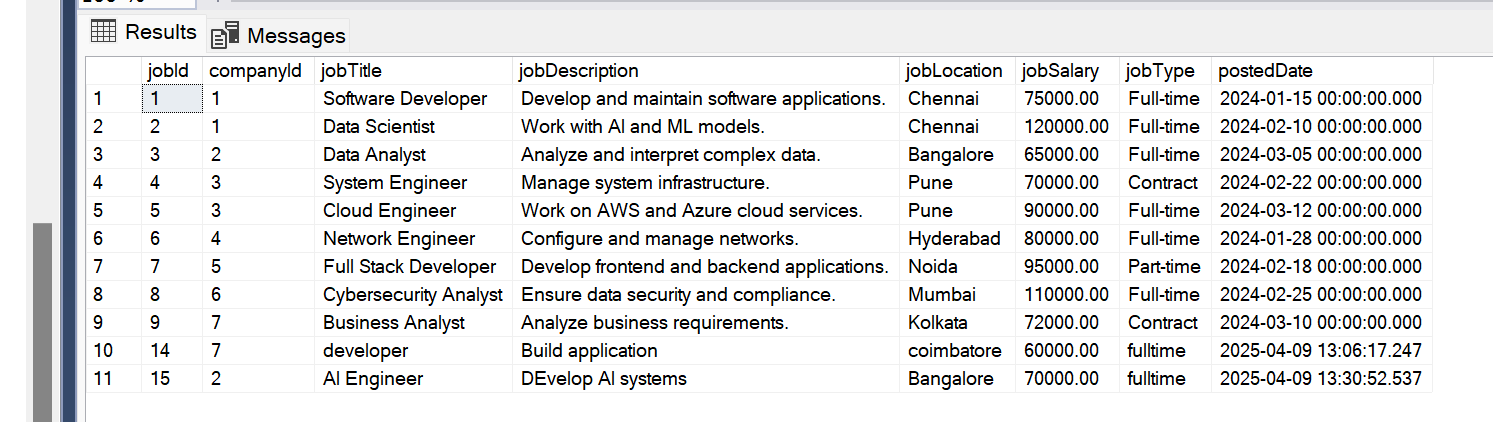 Results Messages
jobId companyId jobTitle jobDescription jobLocation jobSalary jobType postedDate
1 1 1 Software Developer Develop and maintain software applications. Chennai 75000.00 Full-time 2024-01-15 00:00:00.000
2 2 1 Data Scientist Work with AI and ML models. Chennai 120000.00 Full-time 2024-02-10 00:00:00.000
3 3 2 Data Analyst Analyze and interpret complex data. Bangalore 65000.00 Full-time 2024-03-05 00:00:00.000
4 4 3 System Engineer Manage system infrastructure. Pune 70000.00 Contract 2024-02-22 00:00:00.000
5 5 3 Cloud Engineer Work on AWS and Azure cloud services. Pune 90000.00 Full-time 2024-03-12 00:00:00.000
6 6 4 Network Engineer Configure and manage networks. Hyderabad 80000.00 Full-time 2024-01-28 00:00:00.000
7 7 5 Full Stack Developer Develop frontend and backend applications. Noida 95000.00 Part-time 2024-02-18 00:00:00.000
8 8 6 Cybersecurity Analyst Ensure data security and compliance. Mumbai 110000.00 Full-time 2024-02-25 00:00:00.000
9 9 7 Business Analyst Analyze business requirements. Kolkata 72000.00 Contract 2024-03-10 00:00:00.000
10 14 7 developer Build application coimbatore 60000.00 fulltime 2025-04-09 13:06:17.247
11 15 2 AI Engineer DEvelop AI systems Bangalore 70000.00 fulltime 2025-04-09 13:30:52.537